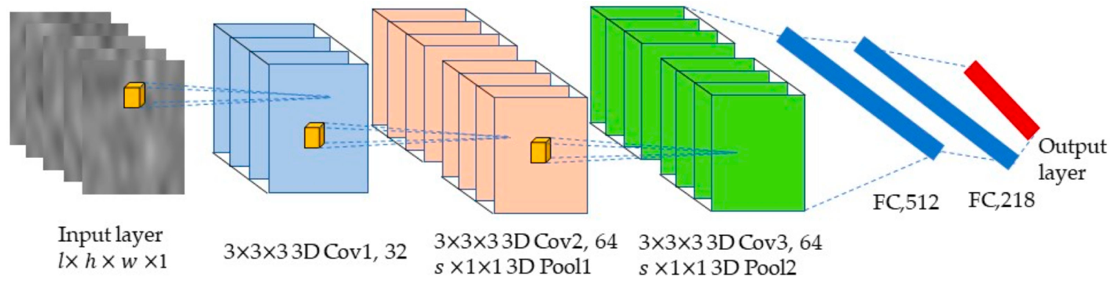 Input layer
l× h × w ×1
3×3×3 3D Cov1, 32
3×3×3 3D Cov2, 64
s ×1×1 3D Pool1
3×3×3 3D Cov3, 64
s ×1×1 3D Pool2
FC,512
FC,218
Output
layer